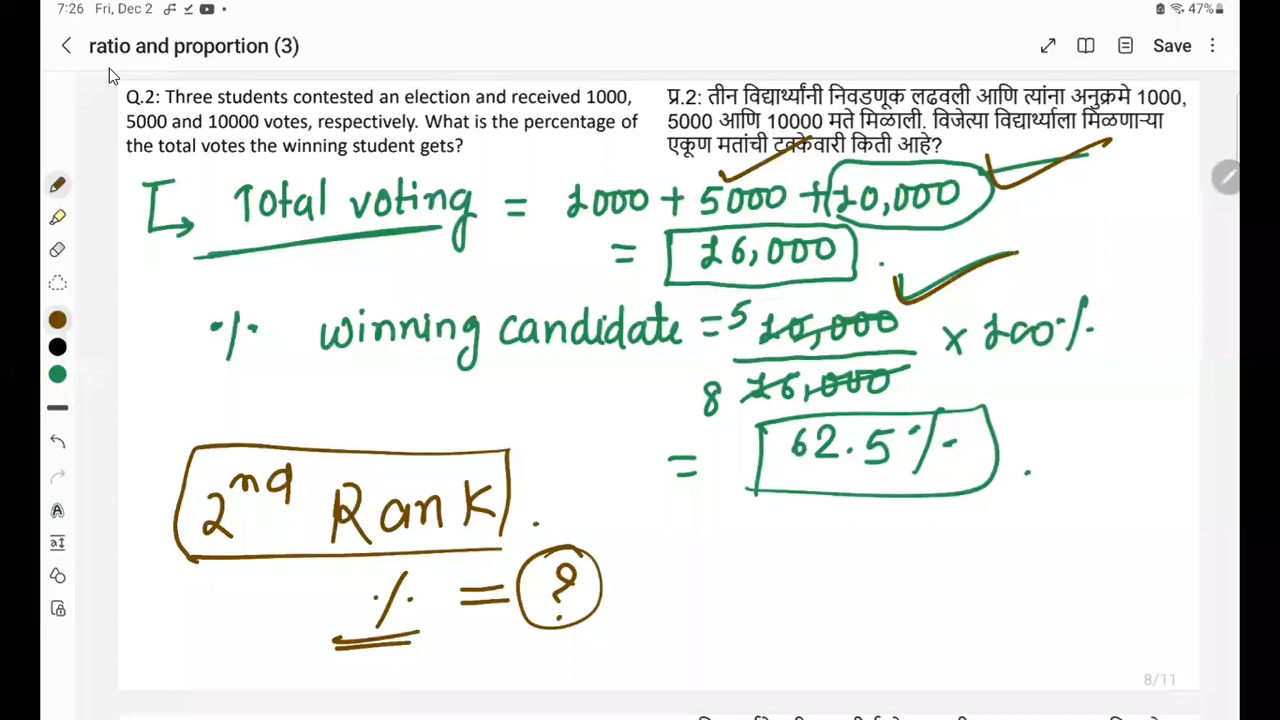 7:26 Fri, Dec 2
47%
ratio and proportion (3)
Save
Q.2: Three students contested an election and received 1000,
5000 and 10000 votes, respectively. What is the percentage of
the total votes the winning student gets?
प्र.2: तीन विद्यार्थ्यांनी निवडणूक लढवली आणि त्यांना अनुक्रमे 1000,
5000 आणि 10000 मते मिळाली. विजेत्या विद्यार्थ्याला मिळणाऱ्या
एकूण मतांची टक्केवारी किती आहे?
Total voting = 1000 + 5000 + 10,000
= 16,000.
% winning candidate = 5 10,000 × 100%
8 16,000
= 62.5%.
2nd Rank.
% = ?
8/11